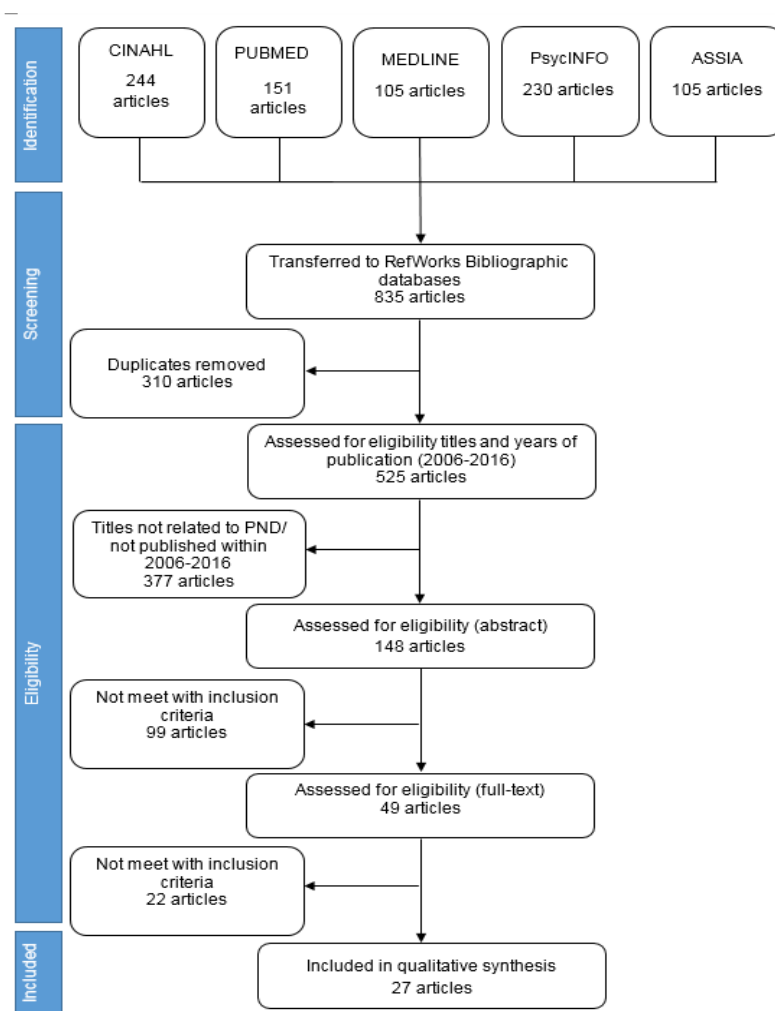 Identification
CINAHL
244
articles
PUBMED
151
articles
MEDLINE
105 articles
PsycINFO
230 articles
ASSIA
105 articles
Screening
Transferred to RefWorks Bibliographic
databases
835 articles
Duplicates removed
310 articles
Eligibility
Assessed for eligibility titles and years of
publication (2006-2016)
525 articles
Titles not related to PND/
not published within
2006-2016
377 articles
Assessed for eligibility (abstract)
148 articles
Not meet with inclusion
criteria
99 articles
Assessed for eligibility (full-text)
49 articles
Not meet with inclusion
criteria
22 articles
Included
Included in qualitative synthesis
27 articles